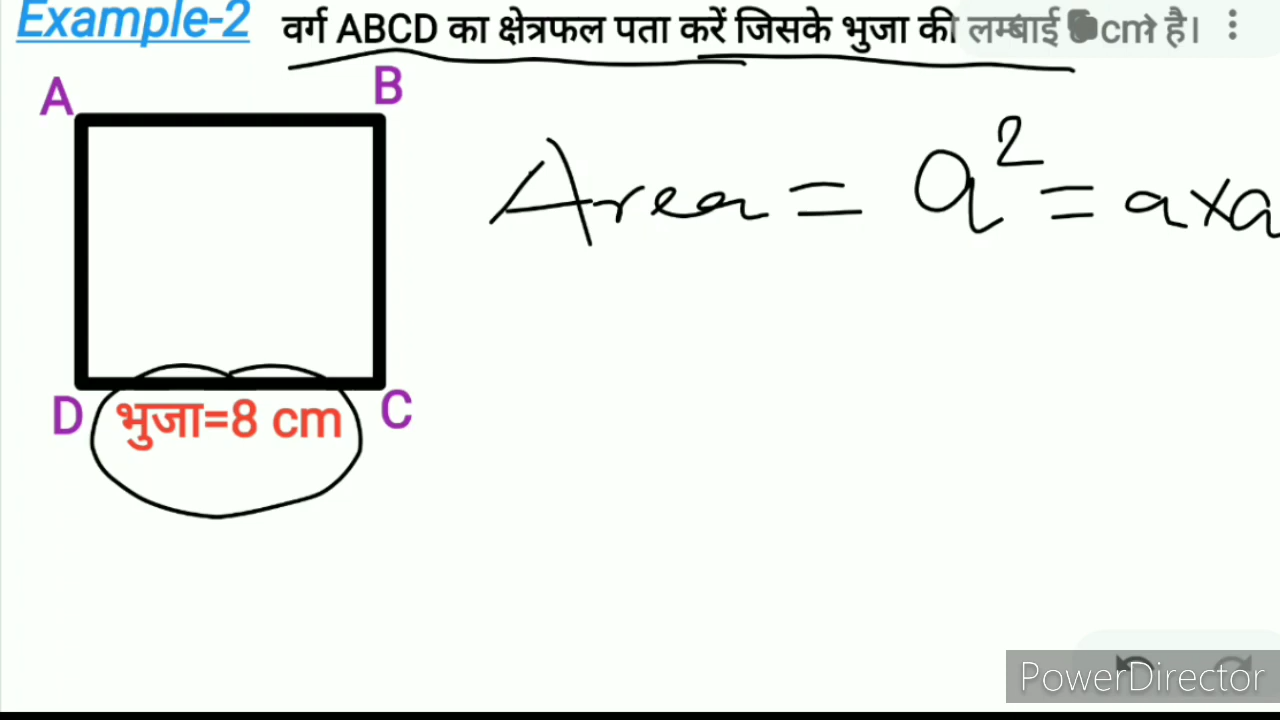 Example-2 वर्ग ABCD का क्षेत्रफल पता करें जिसके भुजा की लम्बाई cm है।
A B
Area = a² = a×a
D भुजा=8 cm C
PowerDirector